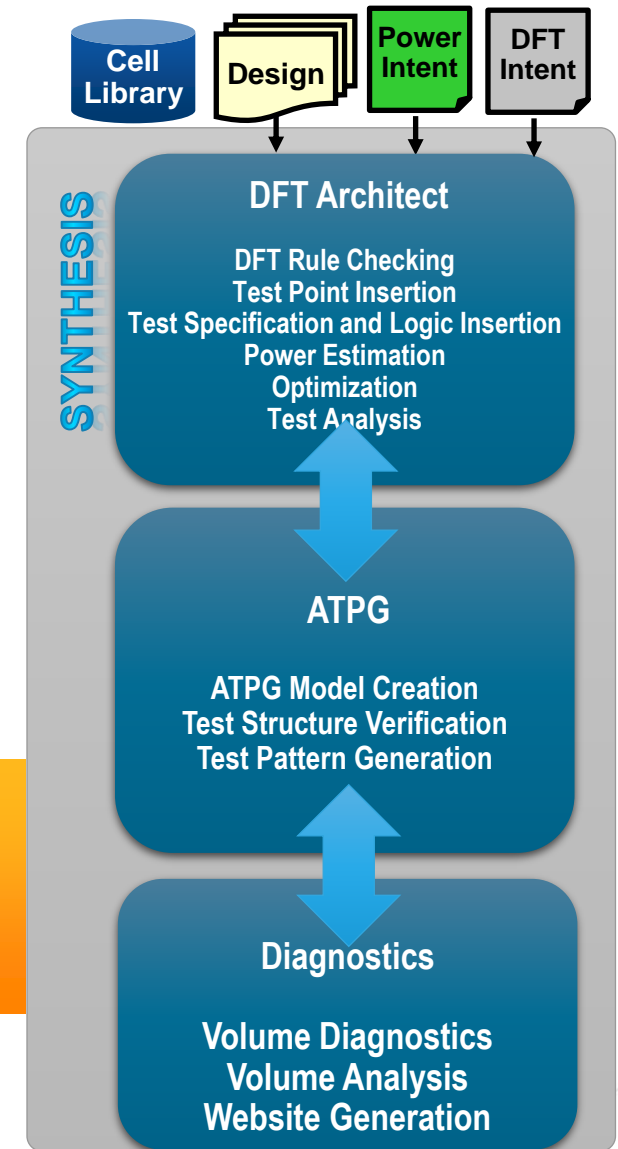 Cell
Library
Design
Power
Intent
DFT
Intent
SYNTHESIS
DFT Architect
DFT Rule Checking
Test Point Insertion
Test Specification and Logic Insertion
Power Estimation
Optimization
Test Analysis
ATPG
ATPG Model Creation
Test Structure Verification
Test Pattern Generation
Diagnostics
Volume Diagnostics
Volume Analysis
Website Generation